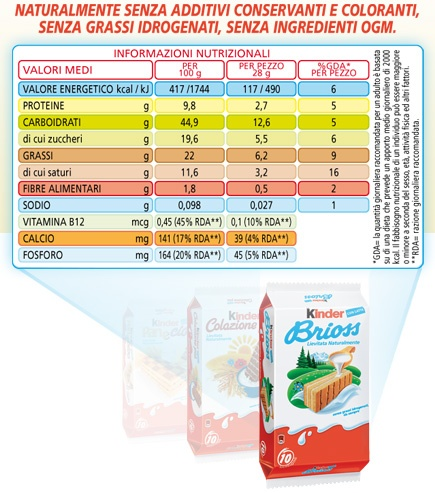 NATURALMENTE SENZA ADDITIVI CONSERVANTI E COLORANTI,
SENZA GRASSI IDROGENATI, SENZA INGREDIENTI OGM.
INFORMAZIONI NUTRIZIONALI
VALORI MEDI PER 100 g PER PEZZO 28 g %GDA* PER PEZZO
VALORE ENERGETICO kcal / kJ 417 /1744 117 / 490 6
PROTEINE g 9,8 2,7 5
CARBOIDRATI g 44,9 12,6 5
di cui zuccheri g 19,6 5,5 6
GRASSI g 22 6,2 9
di cui saturi g 11,6 3,2 16
FIBRE ALIMENTARI g 1,8 0,5 2
SODIO g 0,098 0,027 1
VITAMINA B12 mcg 0,45 (45% RDA**) 0,1 (10% RDA**)
CALCIO mg 141 (17% RDA**) 39 (4% RDA**)
FOSFORO mg 164 (20% RDA**) 45 (5% RDA**)
*GDA= la quantità giornaliera raccomandata per un adulto è basata
su di una dieta che prevede un apporto medio giornaliero di 2000
kcal. Il fabbisogno nutrizionale di un individuo può essere maggiore
o minore a seconda del sesso, età, attività fisica ed altri fattori.
**RDA= razione giornaliera raccomandata.
Kinder
Kinder
Colazione
Kinder
Brioss
Lievitata Naturalmente
10
10
10
Brioss